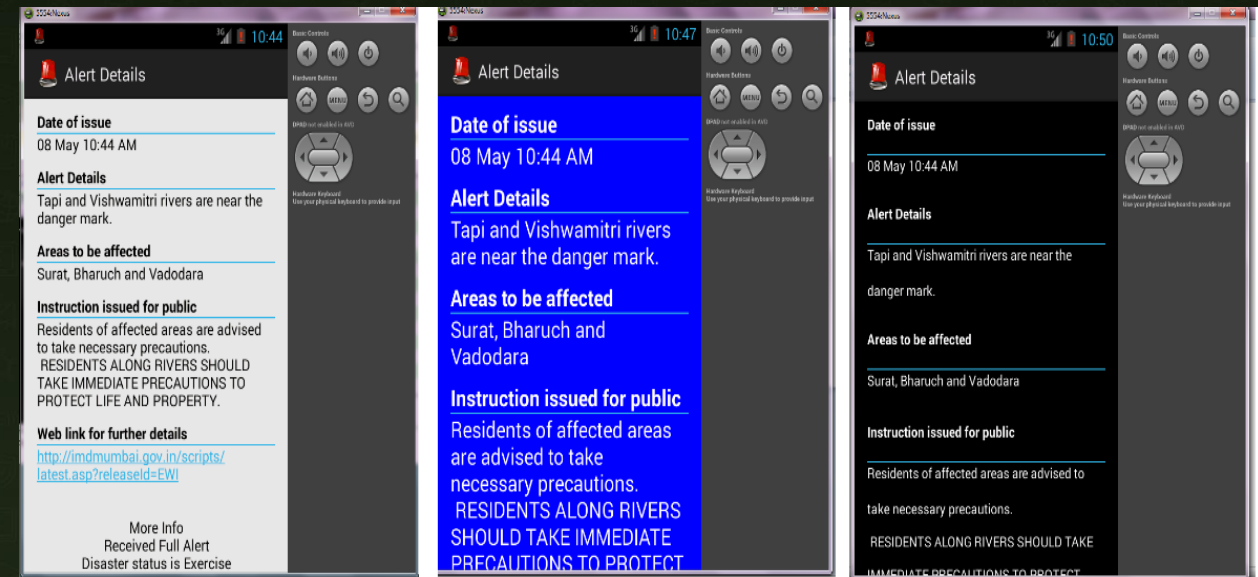 5554:Nexus
3G 10:44
Alert Details
Date of issue
08 May 10:44 AM
Alert Details
Tapi and Vishwamitri rivers are near the
danger mark.
Areas to be affected
Surat, Bharuch and Vadodara
Instruction issued for public
Residents of affected areas are advised
to take necessary precautions.
RESIDENTS ALONG RIVERS SHOULD
TAKE IMMEDIATE PRECAUTIONS TO
PROTECT LIFE AND PROPERTY.
Web link for further details
http://imdmumbai.gov.in/scripts/
latest.asp?releaseId=EWI
More Info
Received Full Alert
Disaster status is Exercise
Basic Controls
Hardware Buttons
MENU
DPAD not enabled in AVD
Hardware Keyboard
Use your physical keyboard to provide input
5554:Nexus
3G 10:47
Alert Details
Date of issue
08 May 10:44 AM
Alert Details
Tapi and Vishwamitri rivers
are near the danger mark.
Areas to be affected
Surat, Bharuch and
Vadodara
Instruction issued for public
Residents of affected areas
are advised to take
necessary precautions.
RESIDENTS ALONG RIVERS
SHOULD TAKE IMMEDIATE
PRECAUTIONS TO PROTECT
Basic Controls
Hardware Buttons
MENU
DPAD not enabled in AVD
Hardware Keyboard
Use your physical keyboard to provide input
5554:Nexus
3G 10:50
Alert Details
Date of issue
08 May 10:44 AM
Alert Details
Tapi and Vishwamitri rivers are near the
danger mark.
Areas to be affected
Surat, Bharuch and Vadodara
Instruction issued for public
Residents of affected areas are advised to
take necessary precautions.
RESIDENTS ALONG RIVERS SHOULD TAKE
IMMEDIATE PRECAUTIONS TO PROTECT
Basic Controls
Hardware Buttons
MENU
DPAD not enabled in AVD
Hardware Keyboard
Use your physical keyboard to provide input